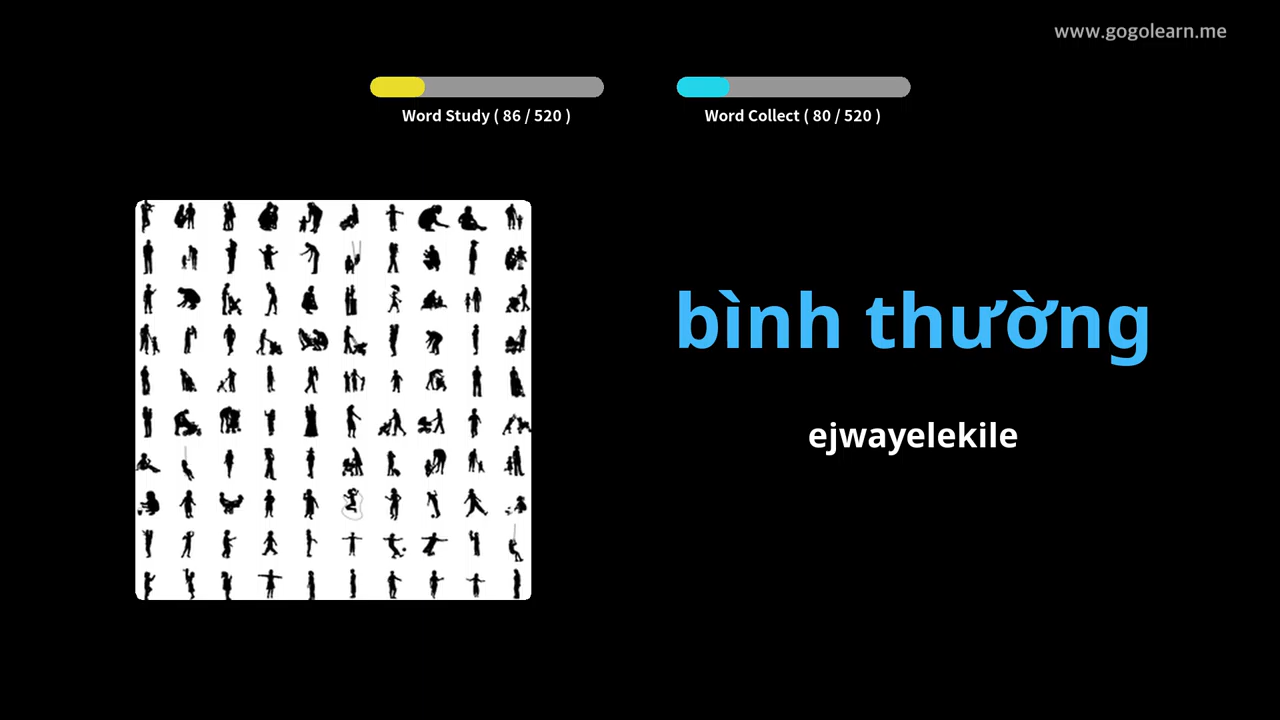 www.gogolearn.me
Word Study ( 86 / 520 )
Word Collect ( 80 / 520 )
bình thường
ejwayelekile